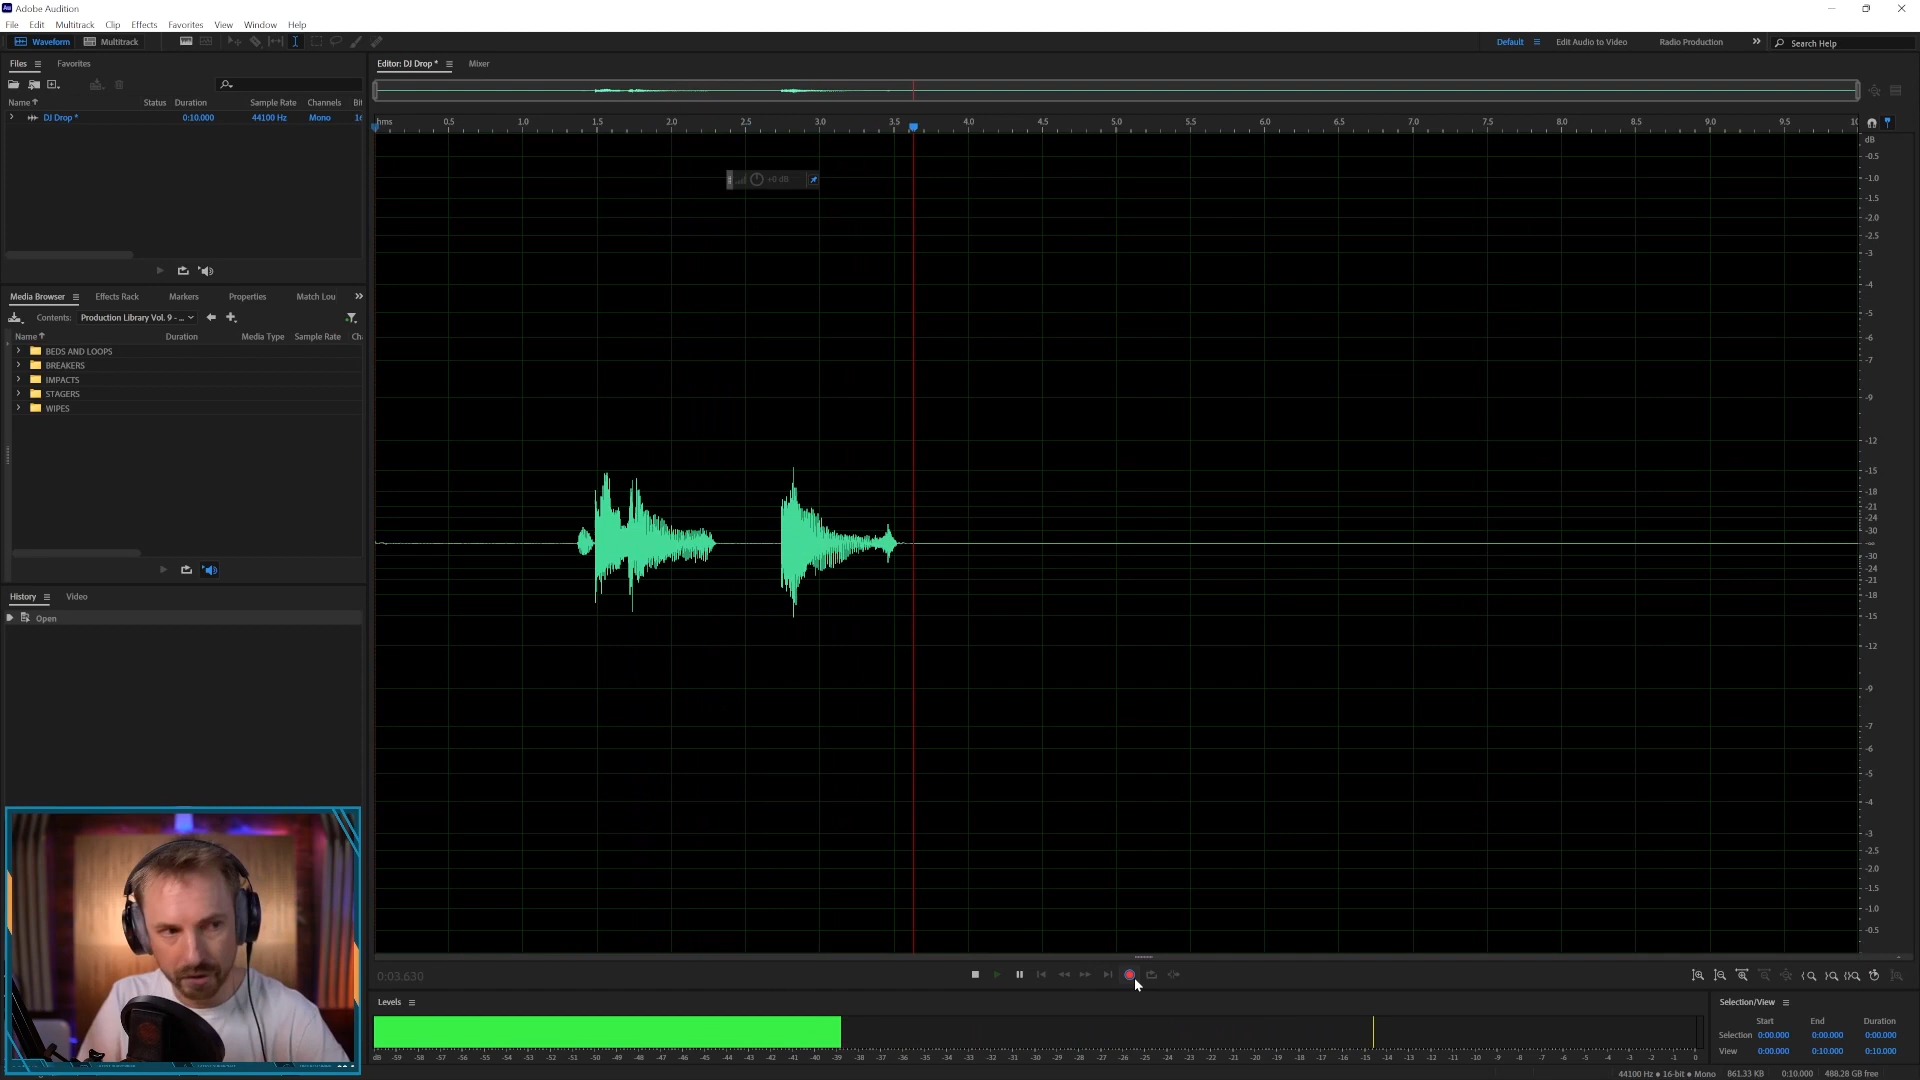 Au Adobe Audition
File Edit Multitrack Clip Effects Favorites View Window Help
Waveform Multitrack Default Edit Audio to Video Radio Production Search Help
Files Favorites
Name Status Duration Sample Rate Channels Bi
DJ Drop * 0:10.000 44100 Hz Mono 16
Media Browser Effects Rack Markers Properties Match Lou
Contents: Production Library Vol. 9 - ...
Name Duration Media Type Sample Rate Ch
BEDS AND LOOPS
BREAKERS
IMPACTS
STAGERS
WIPES
History Video
Open
Editor: DJ Drop * Mixer
hms 0.5 1.0 1.5 2.0 2.5 3.0 3.5 4.0 4.5 5.0 5.5 6.0 6.5 7.0 7.5 8.0 8.5 9.0 9.5 10
+0 dB
dB
-0.5
-1.0
-1.5
-2.0
-2.5
-3
-4
-5
-6
-7
-9
-12
-15
-18
-21
-24
-30
-∞
-30
-24
-21
-18
-15
-12
-9
-7
-6
-5
-4
-3
-2.5
-2.0
-1.5
-1.0
-0.5
0:03.630
Levels
dB -59 -58 -57 -56 -55 -54 -53 -52 -51 -50 -49 -48 -47 -46 -45 -44 -43 -42 -41 -40 -39 -38 -37 -36 -35 -34 -33 -32 -31 -30 -29 -28 -27 -26 -25 -24 -23 -22 -21 -20 -19 -18 -17 -16 -15 -14 -13 -12 -11 -10 -9 -8 -7 -6 -5 -4 -3 -2 -1 0
Selection/View
Start End Duration
Selection 0:00.000 0:00.000 0:00.000
View 0:00.000 0:10.000 0:10.000
44100 Hz • 16-bit • Mono 861.33 KB 0:10.000 488.28 GB free